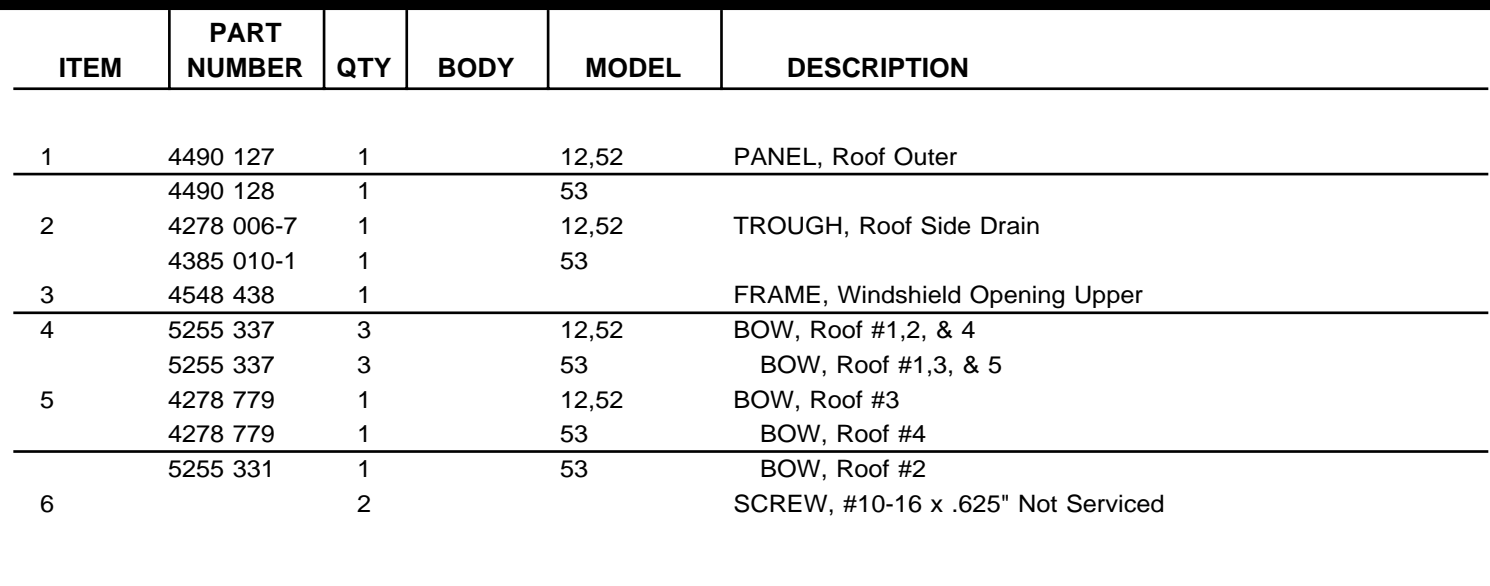 ITEM PART NUMBER QTY BODY MODEL DESCRIPTION
1 4490 127 1 12,52 PANEL, Roof Outer
4490 128 1 53
2 4278 006-7 1 12,52 TROUGH, Roof Side Drain
4385 010-1 1 53
3 4548 438 1 FRAME, Windshield Opening Upper
4 5255 337 3 12,52 BOW, Roof #1,2, & 4
5255 337 3 53 BOW, Roof #1,3, & 5
5 4278 779 1 12,52 BOW, Roof #3
4278 779 1 53 BOW, Roof #4
5255 331 1 53 BOW, Roof #2
6 2 SCREW, #10-16 x .625" Not Serviced